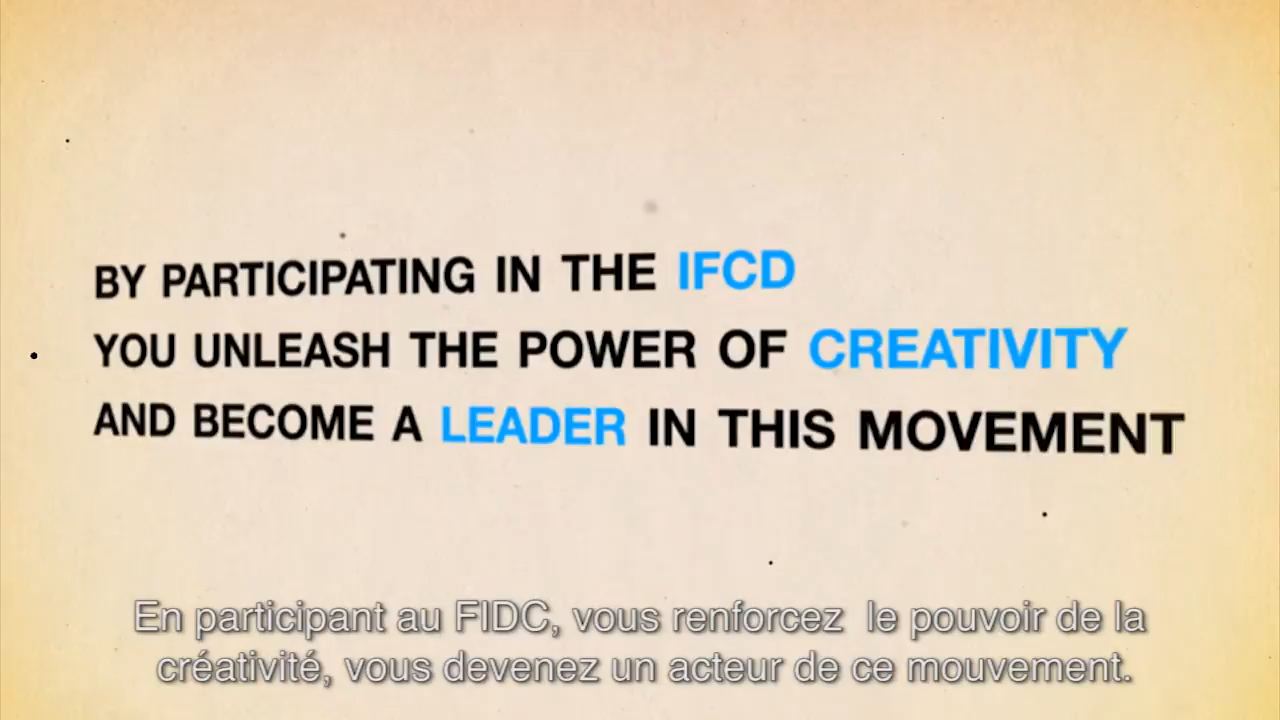 BY PARTICIPATING IN THE IFCD
YOU UNLEASH THE POWER OF CREATIVITY
AND BECOME A LEADER IN THIS MOVEMENT
En participant au FIDC, vous renforcez le pouvoir de la
créativité, vous devenez un acteur de ce mouvement.